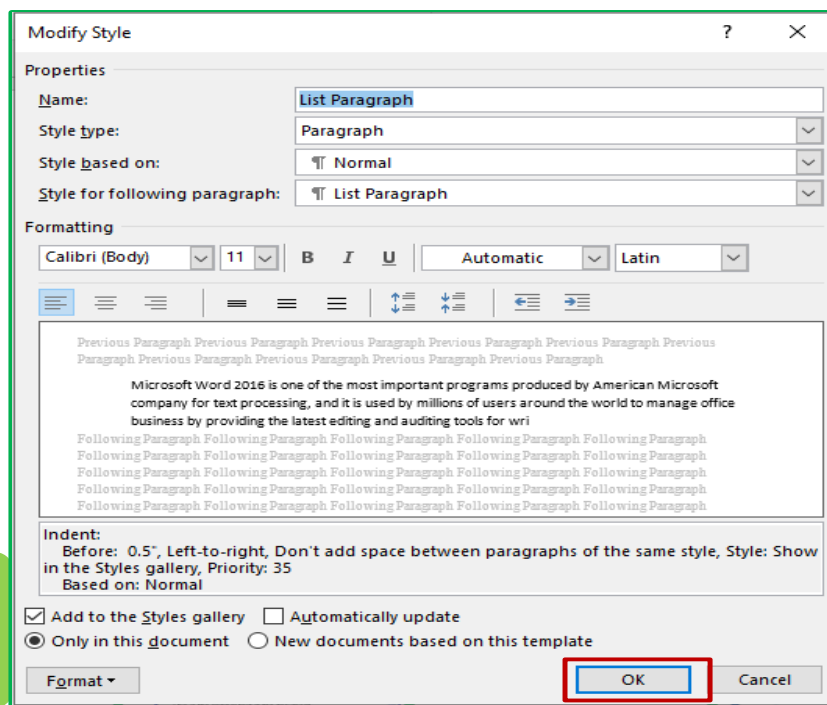 Modify Style
?
Properties
Name:
List Paragraph
Style type:
Paragraph
Style based on:
¶ Normal
Style for following paragraph:
¶ List Paragraph
Formatting
Calibri (Body)
11
B I U
Automatic
Latin
Previous Paragraph Previous Paragraph Previous Paragraph Previous Paragraph Previous Paragraph Previous Paragraph Previous
Paragraph Previous Paragraph Previous Paragraph Previous Paragraph Previous Paragraph
Microsoft Word 2016 is one of the most important programs produced by American Microsoft
company for text processing, and it is used by millions of users around the world to manage office
business by providing the latest editing and auditing tools for wri
Following Paragraph Following Paragraph Following Paragraph Following Paragraph Following Paragraph
Following Paragraph Following Paragraph Following Paragraph Following Paragraph Following Paragraph
Following Paragraph Following Paragraph Following Paragraph Following Paragraph Following Paragraph
Following Paragraph Following Paragraph Following Paragraph Following Paragraph Following Paragraph
Following Paragraph Following Paragraph Following Paragraph Following Paragraph Following Paragraph
Indent:
Before: 0.5", Left-to-right, Don't add space between paragraphs of the same style, Style: Show
in the Styles gallery, Priority: 35
Based on: Normal
Add to the Styles gallery
Automatically update
Only in this document
New documents based on this template
Format
OK
Cancel